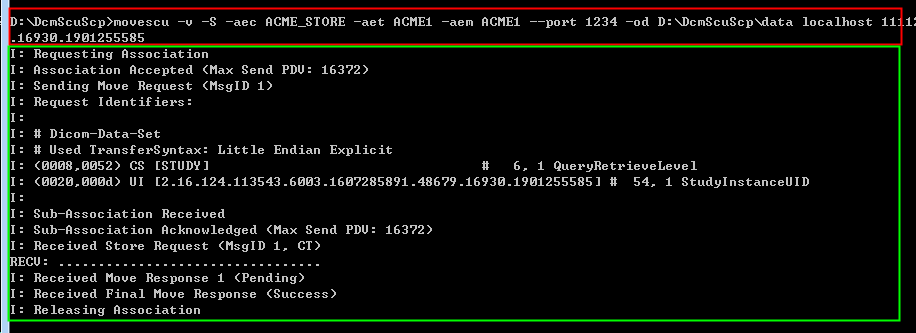 D:\DcmScuScp>movescu -v -S -aec ACME_STORE -aet ACME1 -aem ACME1 --port 1234 -od D:\DcmScuScp\data localhost 11112
.16930.1901255585
I: Requesting Association
I: Association Accepted (Max Send PDV: 16372)
I: Sending Move Request (MsgID 1)
I: Request Identifiers:
I:
I: # Dicom-Data-Set
I: # Used TransferSyntax: Little Endian Explicit
I: (0008,0052) CS [STUDY] # 6, 1 QueryRetrieveLevel
I: (0020,000d) UI [2.16.124.113543.6003.1607285891.48679.16930.1901255585] # 54, 1 StudyInstanceUID
I:
I: Sub-Association Received
I: Sub-Association Acknowledged (Max Send PDV: 16372)
I: Received Store Request (MsgID 1, CT)
RECV: .................................
I: Received Move Response 1 (Pending)
I: Received Final Move Response (Success)
I: Releasing Association